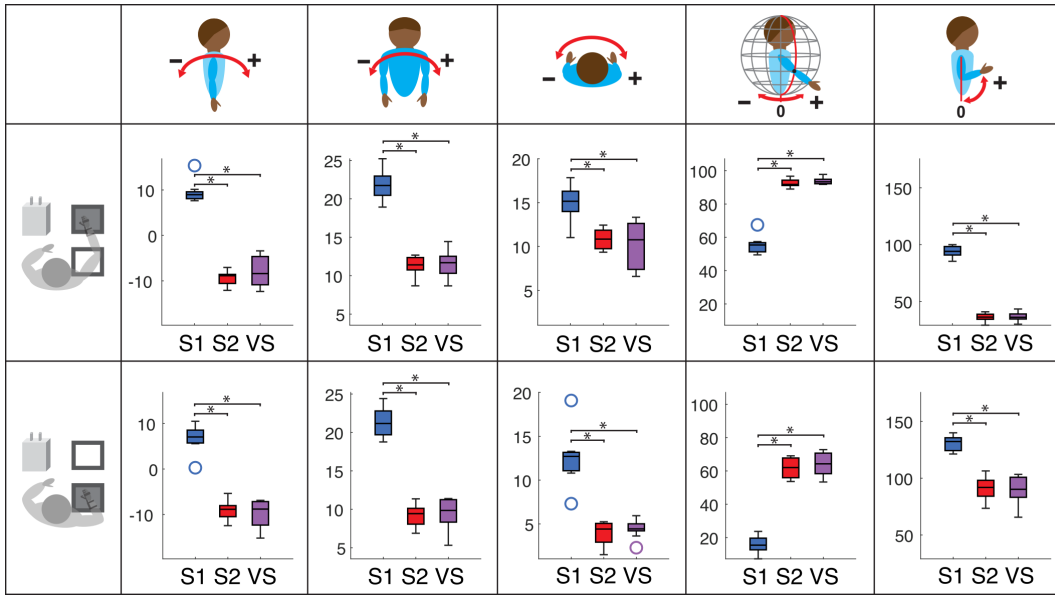 - +
- +
- +
- 0 +
+ 0
10 0 -10 * * S1 S2 VS
25 20 15 10 5 * * S1 S2 VS
20 15 10 5 * * S1 S2 VS
100 80 60 40 20 * * S1 S2 VS
150 100 50 * * S1 S2 VS
10 0 -10 * * S1 S2 VS
25 20 15 10 5 * * S1 S2 VS
20 15 10 5 * * S1 S2 VS
100 80 60 40 20 * * S1 S2 VS
150 100 50 * * S1 S2 VS